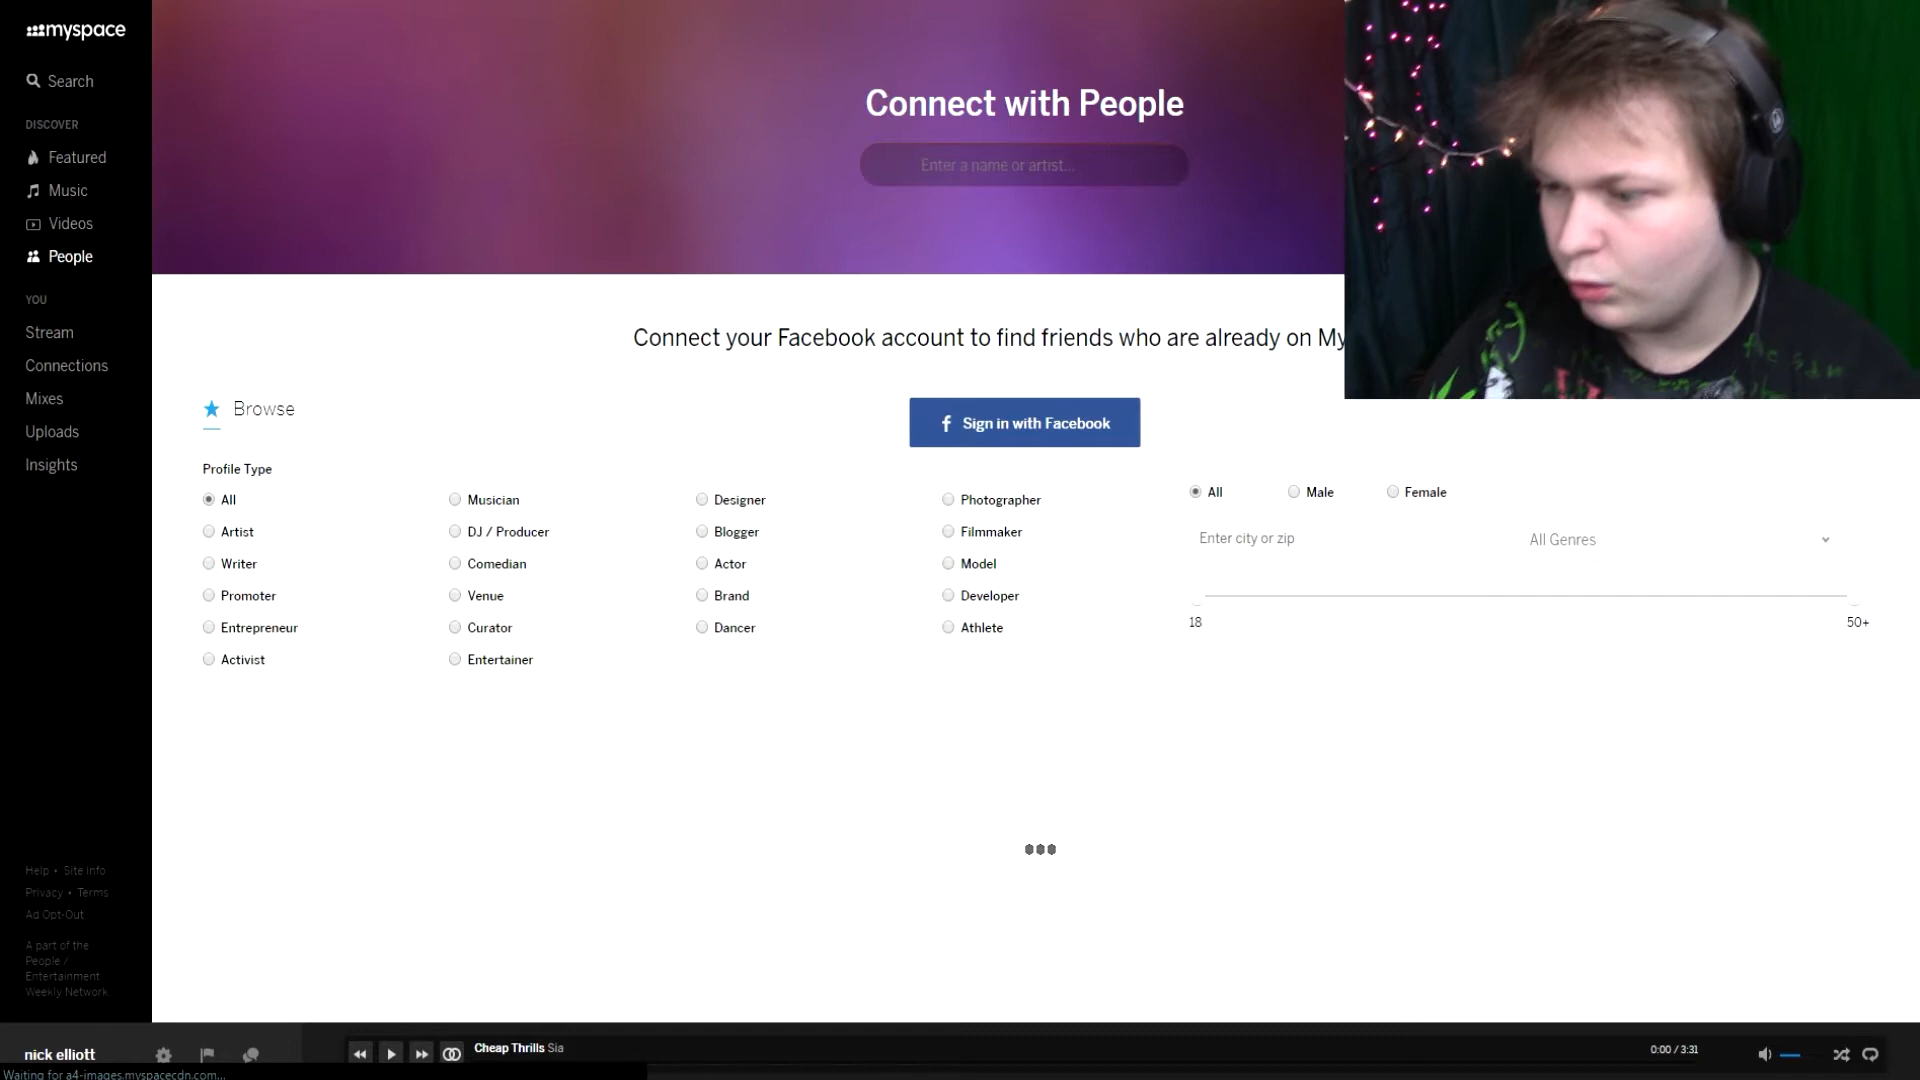 myspace
Search
DISCOVER
Featured
Music
Videos
People
YOU
Stream
Connections
Mixes
Uploads
Insights
Help • Site info
Privacy • Terms
Ad Opt-Out
A part of the
People /
Entertainment
Weekly Network
Connect with People
Enter a name or artist...
Connect your Facebook account to find friends who are already on My
Browse
Sign in with Facebook
Profile Type
All
Musician
Designer
Photographer
Artist
DJ / Producer
Blogger
Filmmaker
Writer
Comedian
Actor
Model
Promoter
Venue
Brand
Developer
Entrepreneur
Curator
Dancer
Athlete
Activist
Entertainer
All Male Female
Enter city or zip
All Genres
18
50+
nick elliott
Cheap Thrills Sia
0:00 / 3:31
Waiting for a4-images.myspacecdn.com...